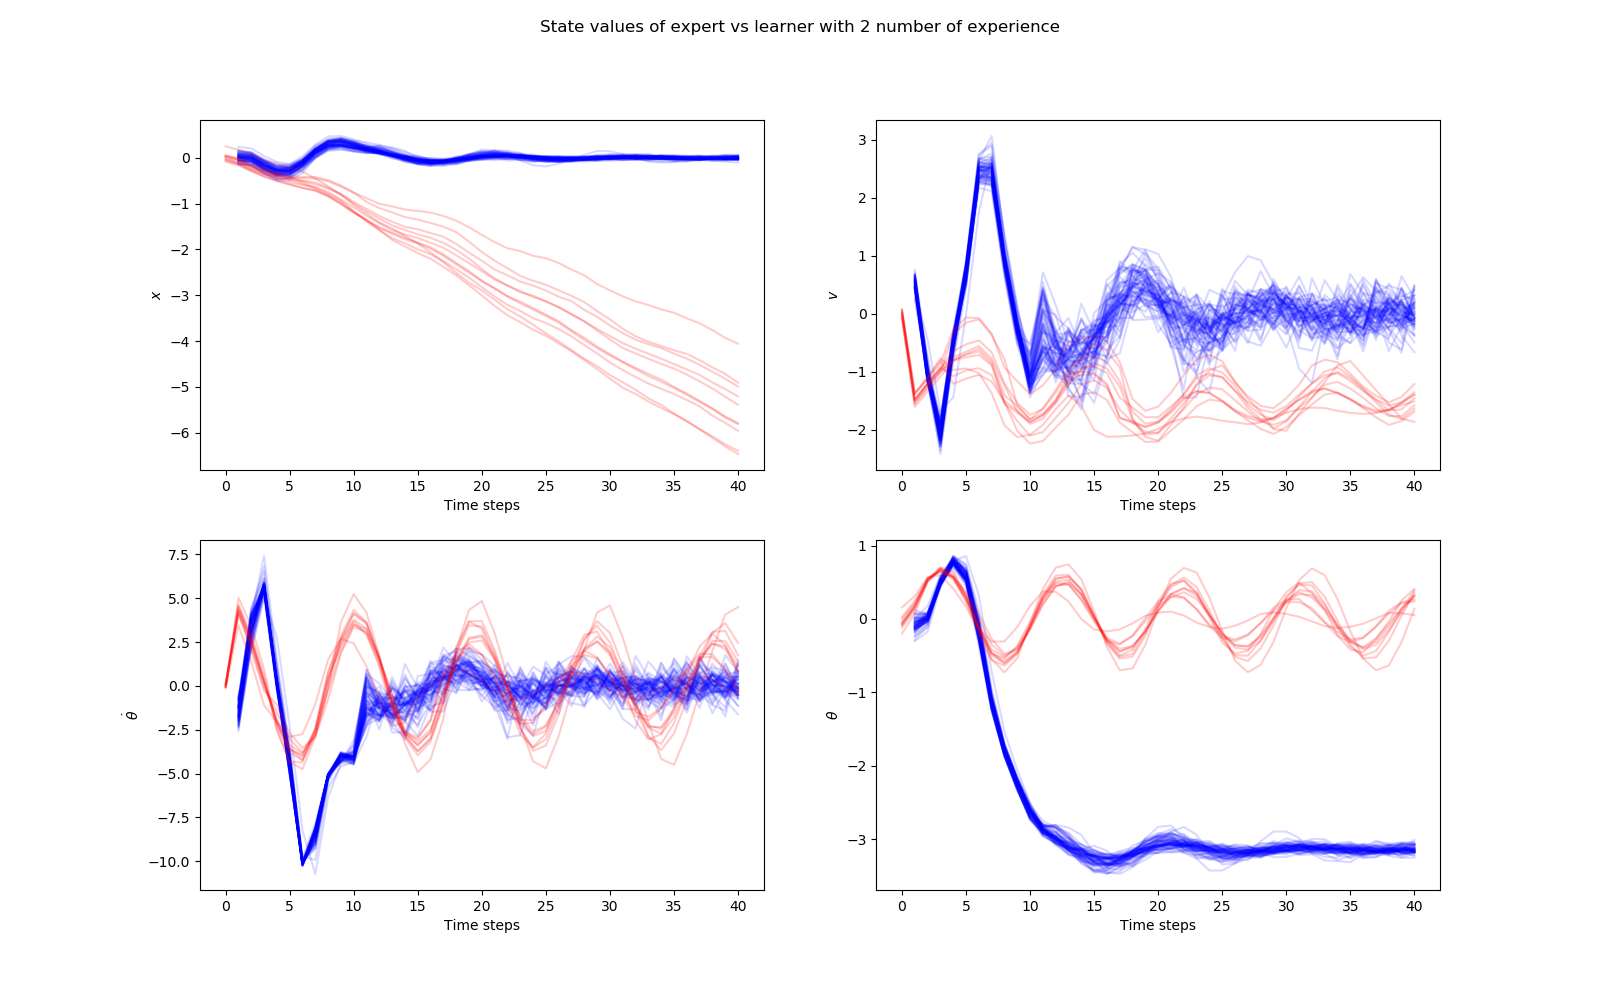 State values of expert vs learner with 2 number of experience
0
−1
−2
−3
−4
−5
−6
x
0 5 10 15 20 25 30 35 40
Time steps
3
2
1
0
−1
−2
v
0 5 10 15 20 25 30 35 40
Time steps
7.5
5.0
2.5
0.0
−2.5
−5.0
−7.5
−10.0
θ̇
0 5 10 15 20 25 30 35 40
Time steps
1
0
−1
−2
−3
θ
0 5 10 15 20 25 30 35 40
Time steps